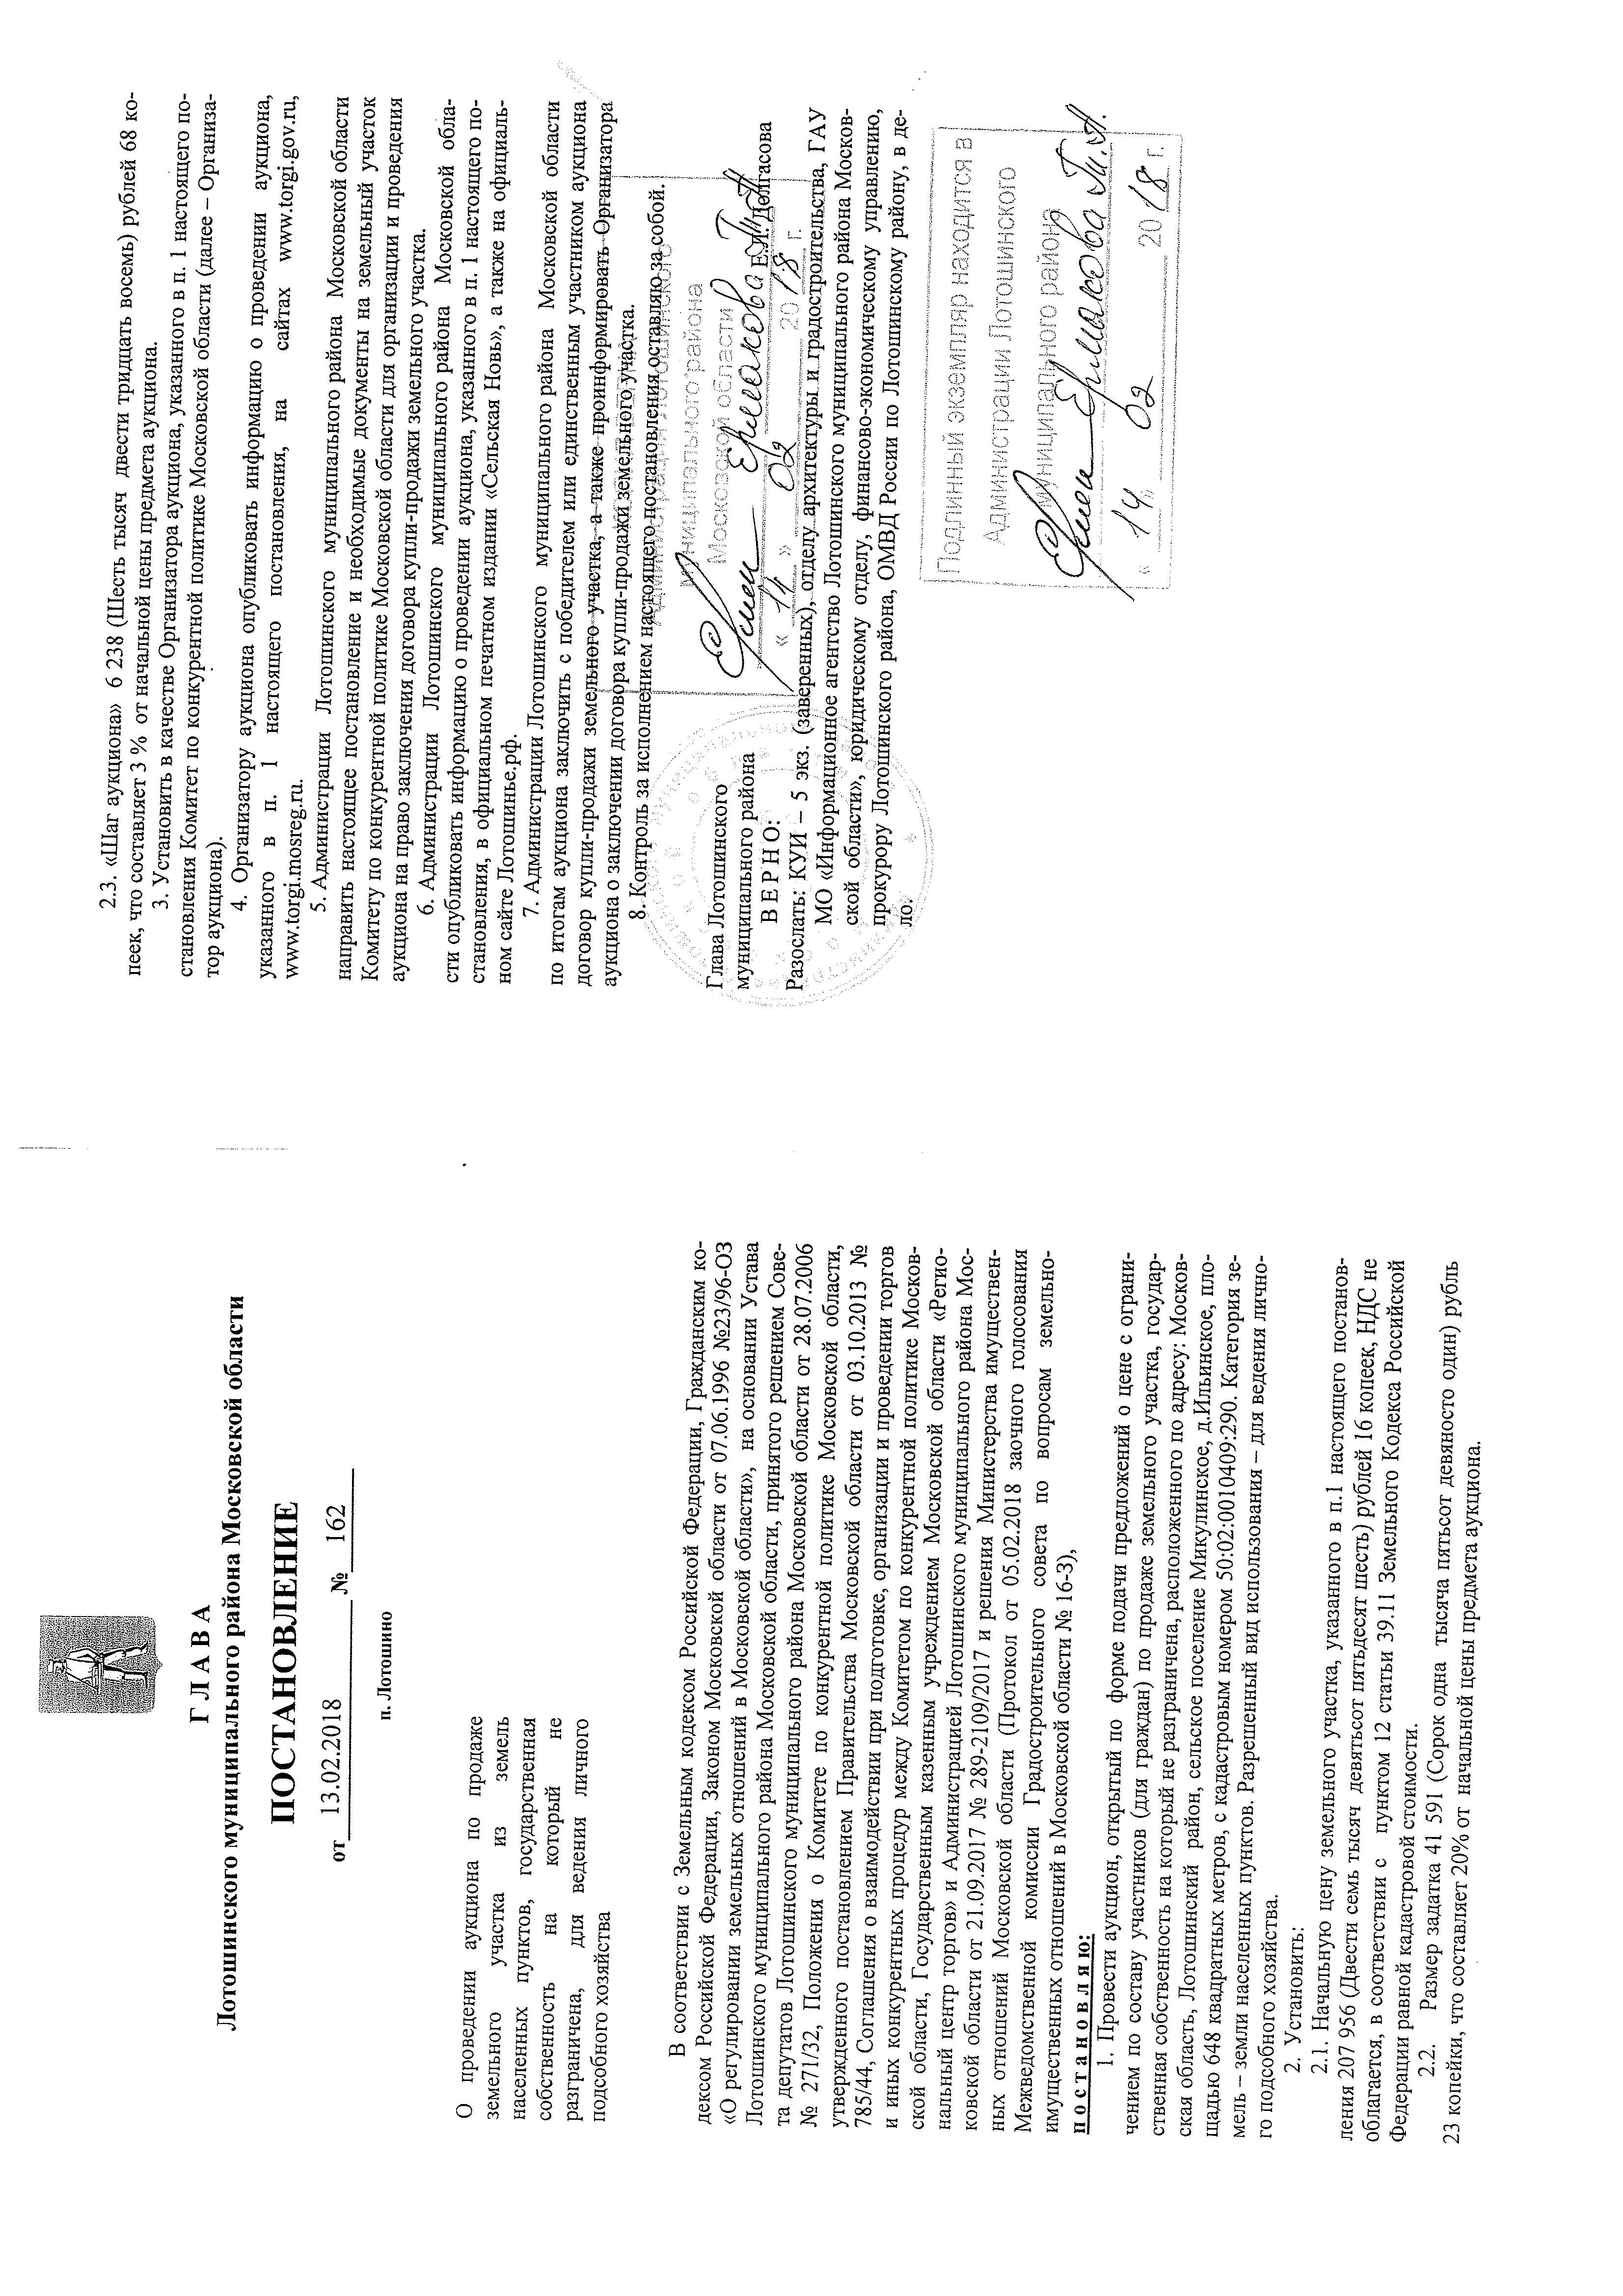 Г Л А В А
Лотошинского муниципального района Московской области
ПОСТАНОВЛЕНИЕ
от 13.02.2018 № 162
п. Лотошино
О проведении аукциона по продаже
земельного участка из земель
населенных пунктов, государственная
собственность на который не
разграничена, для ведения личного
подсобного хозяйства
В соответствии с Земельным кодексом Российской Федерации, Гражданским ко-
дексом Российской Федерации, Законом Московской области от 07.06.1996 №23/96-ОЗ
«О регулировании земельных отношений в Московской области», на основании Устава
Лотошинского муниципального района Московской области, принятого решением Сове-
та депутатов Лотошинского муниципального района Московской области от 28.07.2006
№ 271/32, Положения о Комитете по конкурентной политике Московской области,
утвержденного постановлением Правительства Московской области от 03.10.2013 №
785/44, Соглашения о взаимодействии при подготовке, организации и проведении торгов
и иных конкурентных процедур между Комитетом по конкурентной политике Москов-
ской области, Государственным казенным учреждением Московской области «Регио-
нальный центр торгов» и Администрацией Лотошинского муниципального района Мос-
ковской области от 21.09.2017 № 289-2109/2017 и решения Министерства имуществен-
ных отношений Московской области (Протокол от 05.02.2018 заочного голосования
Межведомственной комиссии Градостроительного совета по вопросам земельно-
имущественных отношений в Московской области № 16-З),
п о с т а н о в л я ю:
1. Провести аукцион, открытый по форме подачи предложений о цене с ограни-
чением по составу участников (для граждан) по продаже земельного участка, государ-
ственная собственность на который не разграничена, расположенного по адресу: Москов-
ская область, Лотошинский район, сельское поселение Микулинское, д.Ильинское, пло-
щадью 648 квадратных метров, с кадастровым номером 50:02:0010409:290. Категория зе-
мель – земли населенных пунктов. Разрешенный вид использования – для ведения лично-
го подсобного хозяйства.
2. Установить:
2.1. Начальную цену земельного участка, указанного в п.1 настоящего постанов-
ления 207 956 (Двести семь тысяч девятьсот пятьдесят шесть) рублей 16 копеек, НДС не
облагается, в соответствии с пунктом 12 статьи 39.11 Земельного Кодекса Российской
Федерации равной кадастровой стоимости.
2.2. Размер задатка 41 591 (Сорок одна тысяча пятьсот девяносто один) рубль
23 копейки, что составляет 20% от начальной цены предмета аукциона.
2.3. «Шаг аукциона» 6 238 (Шесть тысяч двести тридцать восемь) рублей 68 ко-
пеек, что составляет 3 % от начальной цены предмета аукциона.
3. Установить в качестве Организатора аукциона, указанного в п. 1 настоящего по-
становления Комитет по конкурентной политике Московской области (далее – Организа-
тор аукциона).
4. Организатору аукциона опубликовать информацию о проведении аукциона,
указанного в п. 1 настоящего постановления, на сайтах www.torgi.gov.ru,
www.torgi.mosreg.ru.
5. Администрации Лотошинского муниципального района Московской области
направить настоящее постановление и необходимые документы на земельный участок
Комитету по конкурентной политике Московской области для организации и проведения
аукциона на право заключения договора купли-продажи земельного участка.
6. Администрации Лотошинского муниципального района Московской обла-
сти опубликовать информацию о проведении аукциона, указанного в п. 1 настоящего по-
становления, в официальном печатном издании «Сельская Новь», а также на официаль-
ном сайте Лотошинье.рф.
7. Администрации Лотошинского муниципального района Московской области
по итогам аукциона заключить с победителем или единственным участником аукциона
договор купли-продажи земельного участка, а также проинформировать Организатора
аукциона о заключении договора купли-продажи земельного участка.
8. Контроль за исполнением настоящего постановления оставляю за собой.
Администрация Лотошинского
муниципального района
Московской области
Ермакова Т.А.
« 14 » 02 2018 г.
Глава Лотошинского
муниципального района Е.Л. Долгасова
В Е Р Н О:
Разослать: КУИ – 5 экз. (заверенных), отделу архитектуры и градостроительства, ГАУ
МО «Информационное агентство Лотошинского муниципального района Москов-
ской области», юридическому отделу, финансово-экономическому управлению,
прокурору Лотошинского района, ОМВД России по Лотошинскому району, в де-
ло.
Подлинный экземпляр находится в
Администрации Лотошинского
муниципального района
Ермакова Т.А.
« 14 » 02 2018 г.